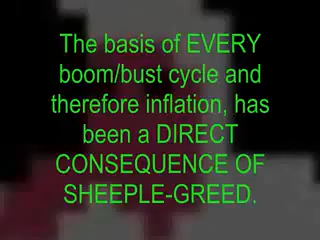 The basis of EVERY
boom/bust cycle and
therefore inflation, has
been a DIRECT
CONSEQUENCE OF
SHEEPLE-GREED.